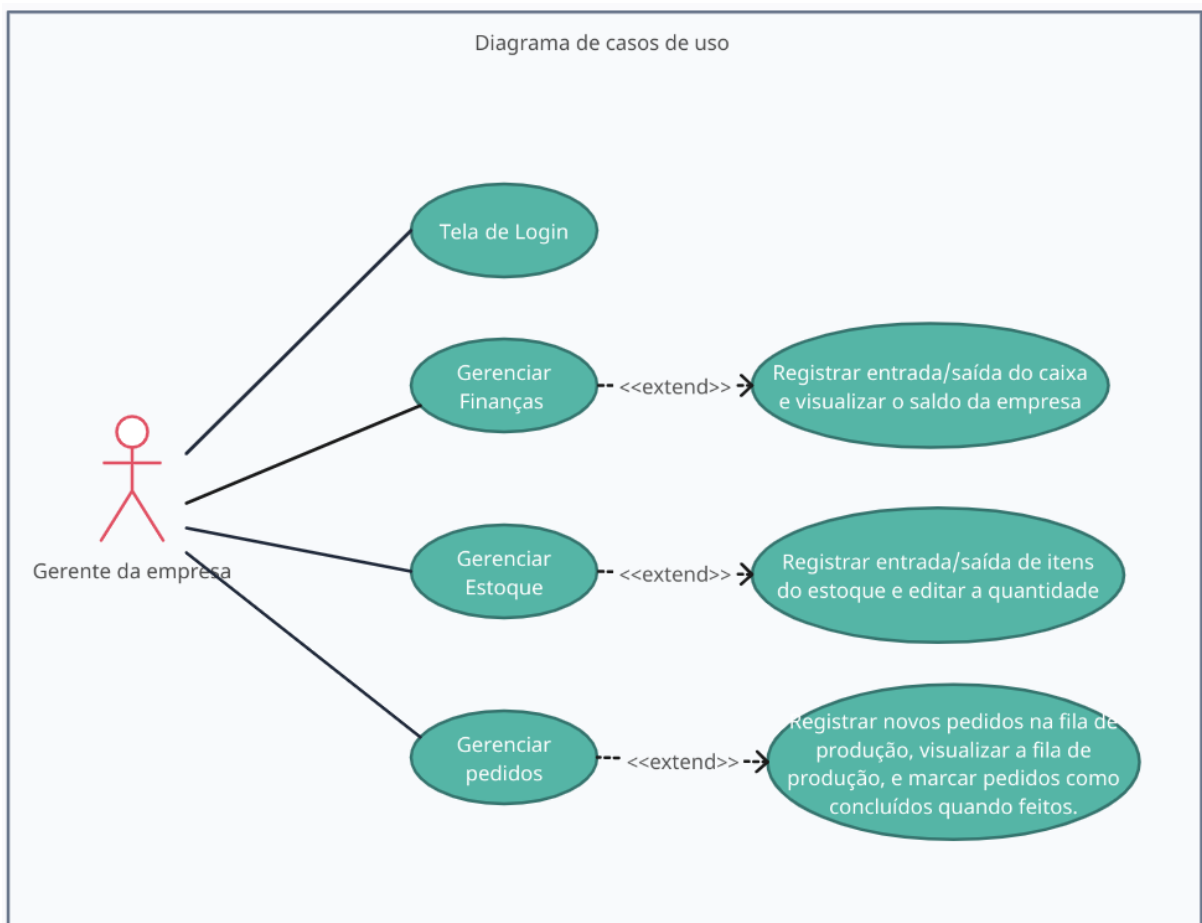 Diagrama de casos de uso
Tela de Login
Gerenciar
Finanças
<<extend>>
Registrar entrada/saída do caixa
e visualizar o saldo da empresa
Gerente da empresa
Gerenciar
Estoque
<<extend>>
Registrar entrada/saída de itens
do estoque e editar a quantidade
Gerenciar
pedidos
<<extend>>
Registrar novos pedidos na fila de
produção, visualizar a fila de
produção, e marcar pedidos como
concluídos quando feitos.